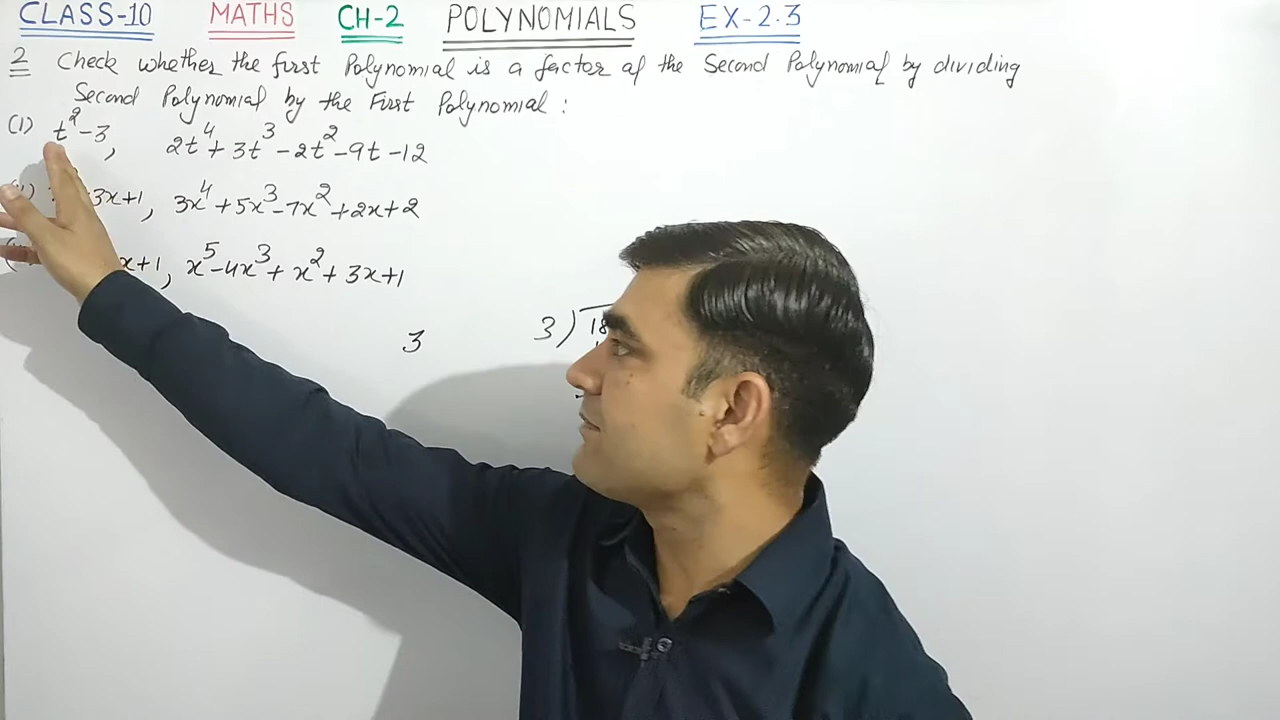 CLASS-10 MATHS CH-2 POLYNOMIALS EX-2.3
2 Check whether the first Polynomial is a factor of the Second Polynomial by dividing
Second Polynomial by the First Polynomial :
(1) t²-3, 2t⁴+3t³-2t²-9t-12
3x+1, 3x⁴+5x³-7x²+2x+2
x+1, x⁵-4x³+x²+3x+1
3 3)18